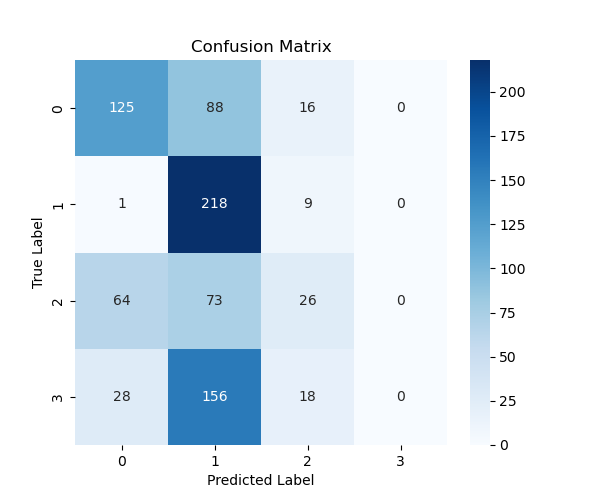 Confusion Matrix
0 125 88 16 0
1 1 218 9 0
2 64 73 26 0
3 28 156 18 0
0 1 2 3
True Label
Predicted Label
200
175
150
125
100
75
50
25
0